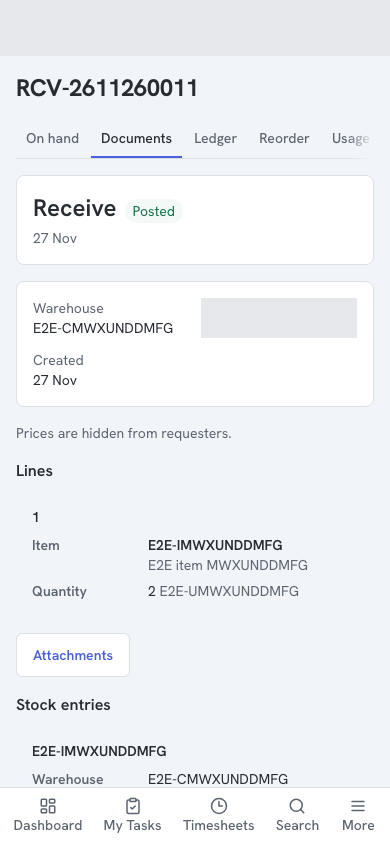 RCV-2611260011
On hand Documents Ledger Reorder Usage
Receive Posted
27 Nov
Warehouse
E2E-CMWXUNDDMFG
Created
27 Nov
Prices are hidden from requesters.
Lines
1
Item E2E-IMWXUNDDMFG
E2E item MWXUNDDMFG
Quantity 2 E2E-UMWXUNDDMFG
Attachments
Stock entries
E2E-IMWXUNDDMFG
Warehouse E2E-CMWXUNDDMFG
Dashboard My Tasks Timesheets Search More